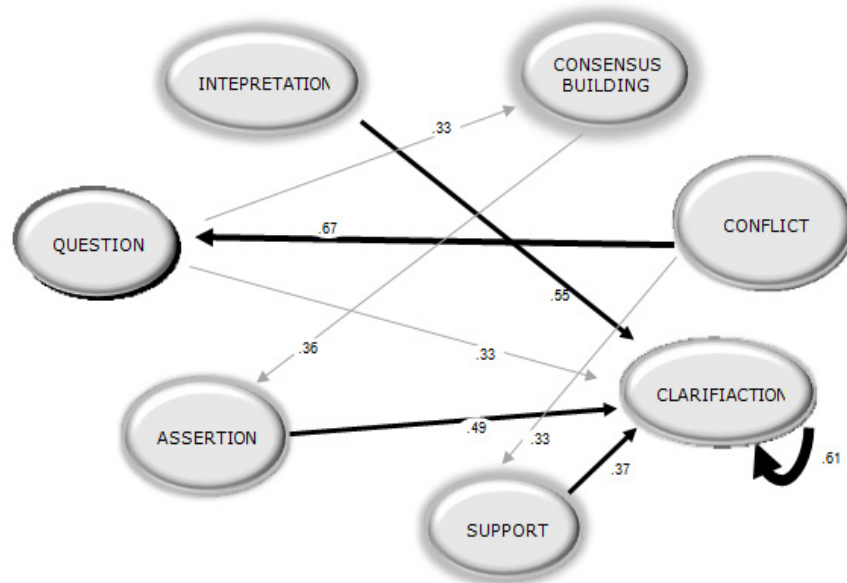 INTEPRETATION
CONSENSUS
BUILDING
.33
QUESTION
.67
CONFLICT
.55
.36
.33
CLARIFIACTION
ASSERTION
.49
.33
.37
.61
SUPPORT